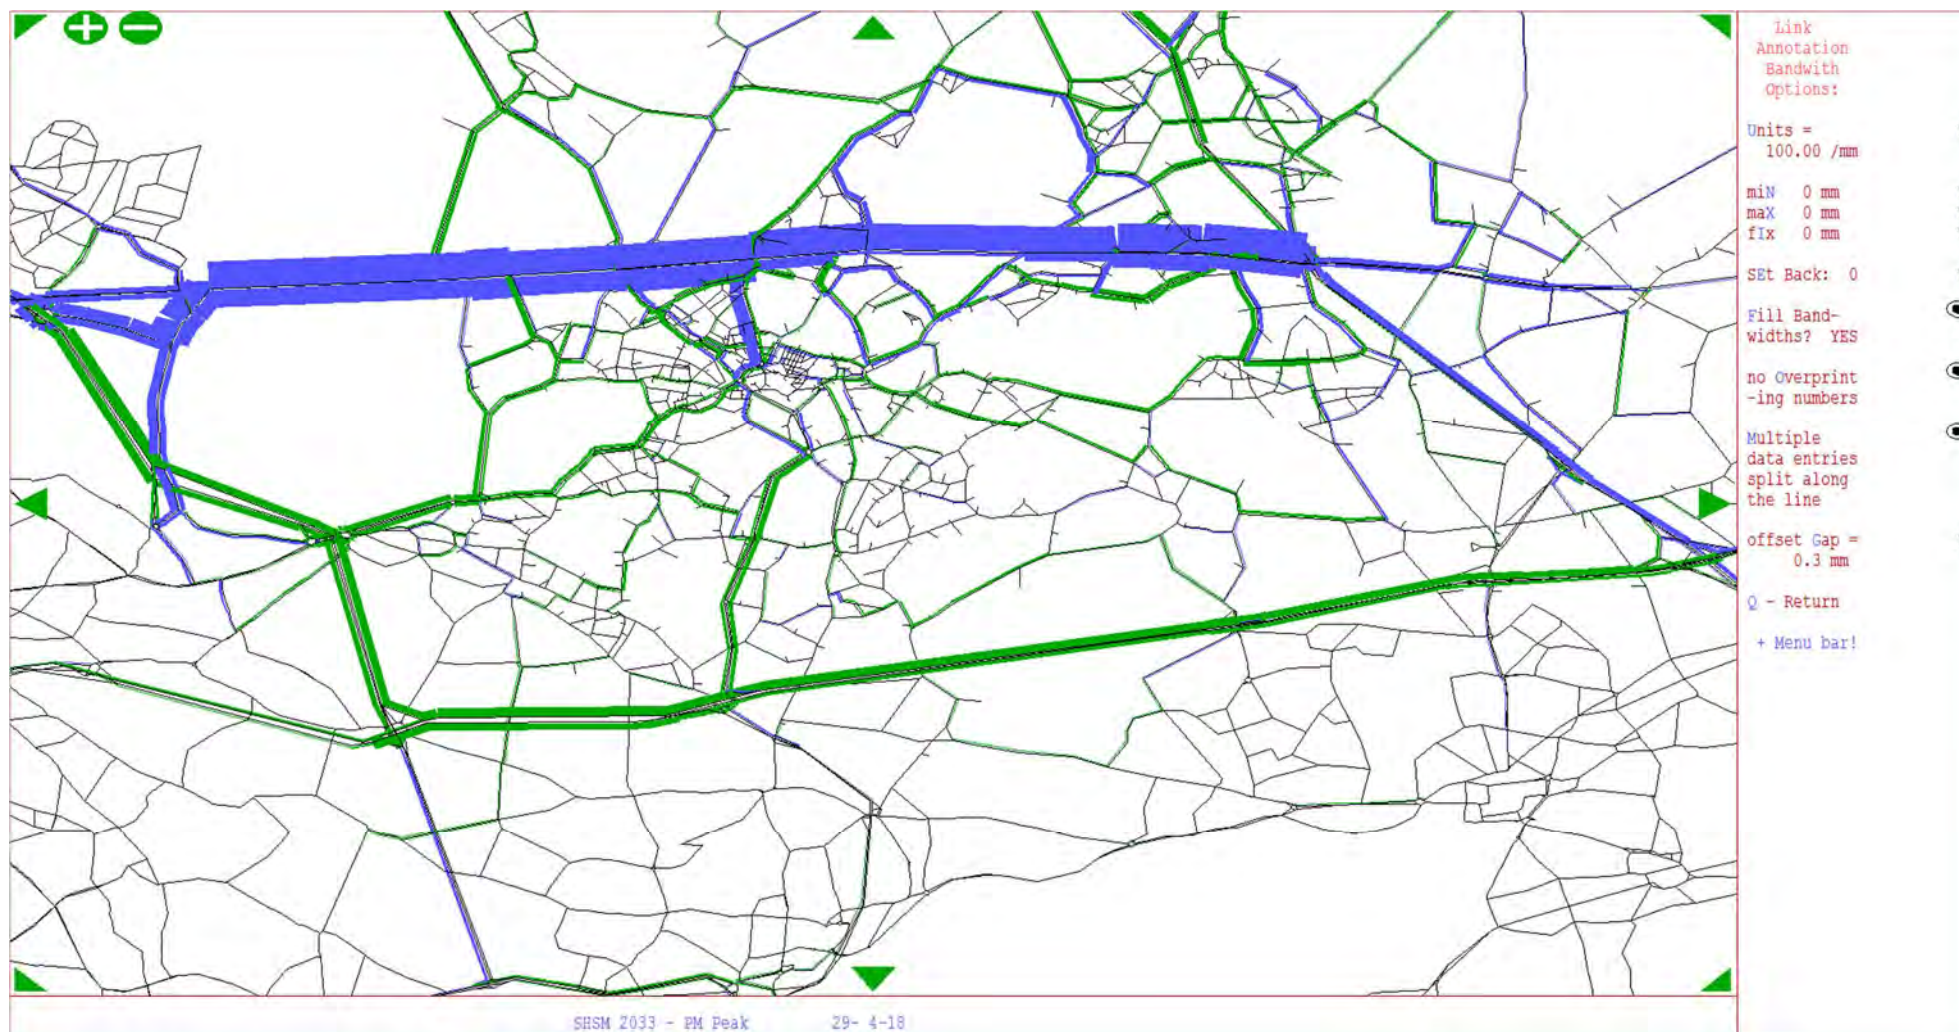 Link
Annotation
Bandwith
Options:
Units =
100.00 /mm
miN 0 mm
maX 0 mm
fIx 0 mm
SEt Back: 0
Fill Band-
widths? YES
no Overprint
-ing numbers
Multiple
data entries
split along
the line
offset Gap =
0.3 mm
Q - Return
+ Menu bar!
SHSM 2033 - PM Peak 29- 4-18